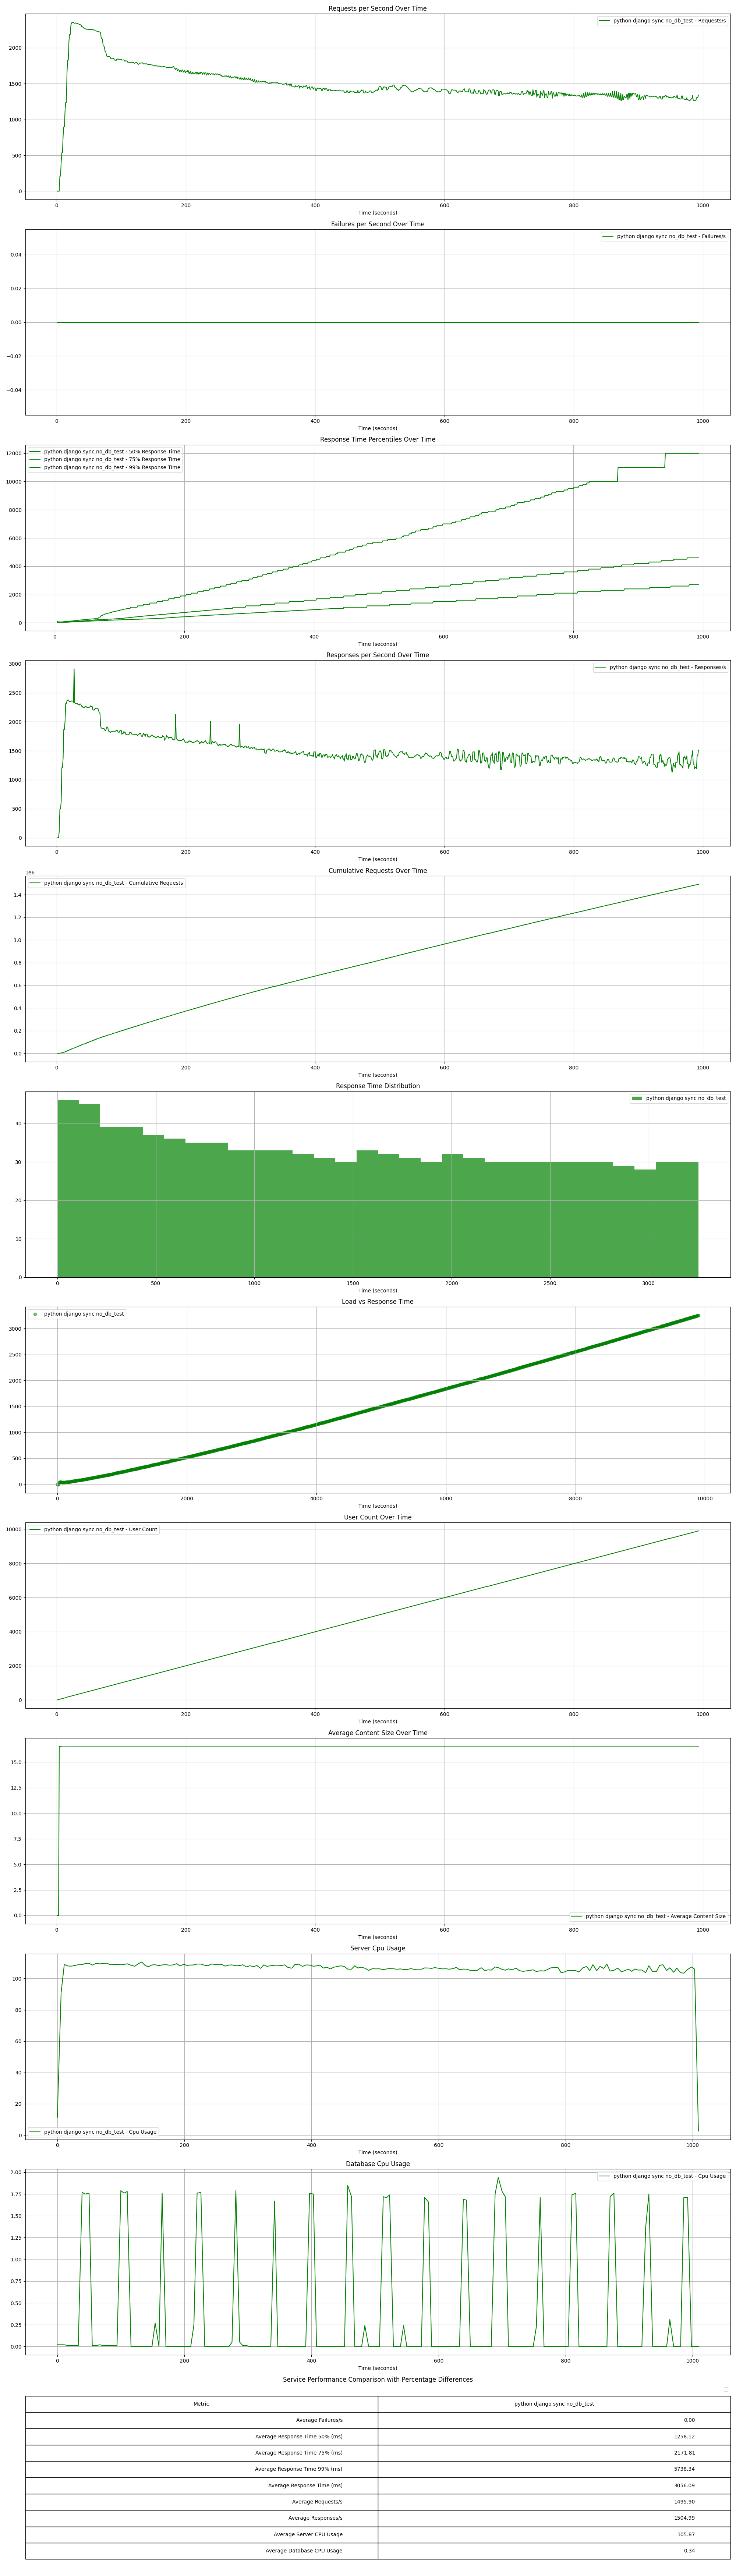 Requests per Second Over Time
python django sync no_db_test - Requests/s
2000
1500
1000
500
0
0 200 400 600 800 1000
Time (seconds)
Failures per Second Over Time
python django sync no_db_test - Failures/s
0.04
0.02
0.00
−0.02
−0.04
0 200 400 600 800 1000
Time (seconds)
Response Time Percentiles Over Time
python django sync no_db_test - 50% Response Time
python django sync no_db_test - 75% Response Time
python django sync no_db_test - 99% Response Time
12000
10000
8000
6000
4000
2000
0
0 200 400 600 800 1000
Time (seconds)
Responses per Second Over Time
python django sync no_db_test - Responses/s
3000
2500
2000
1500
1000
500
0
0 200 400 600 800 1000
Time (seconds)
Cumulative Requests Over Time
1e6
python django sync no_db_test - Cumulative Requests
1.4
1.2
1.0
0.8
0.6
0.4
0.2
0.0
0 200 400 600 800 1000
Time (seconds)
Response Time Distribution
python django sync no_db_test
40
30
20
10
0
0 500 1000 1500 2000 2500 3000
Time (seconds)
Load vs Response Time
python django sync no_db_test
3000
2500
2000
1500
1000
500
0
0 2000 4000 6000 8000 10000
Time (seconds)
User Count Over Time
python django sync no_db_test - User Count
10000
8000
6000
4000
2000
0
0 200 400 600 800 1000
Time (seconds)
Average Content Size Over Time
15.0
12.5
10.0
7.5
5.0
2.5
0.0
python django sync no_db_test - Average Content Size
0 200 400 600 800 1000
Time (seconds)
Server Cpu Usage
100
80
60
40
20
0
python django sync no_db_test - Cpu Usage
0 200 400 600 800 1000
Time (seconds)
Database Cpu Usage
python django sync no_db_test - Cpu Usage
2.00
1.75
1.50
1.25
1.00
0.75
0.50
0.25
0.00
0 200 400 600 800 1000
Time (seconds)
Service Performance Comparison with Percentage Differences
Metric python django sync no_db_test
Average Failures/s 0.00
Average Response Time 50% (ms) 1258.12
Average Response Time 75% (ms) 2171.81
Average Response Time 99% (ms) 5738.34
Average Response Time (ms) 3056.09
Average Requests/s 1495.90
Average Responses/s 1504.99
Average Server CPU Usage 105.87
Average Database CPU Usage 0.34